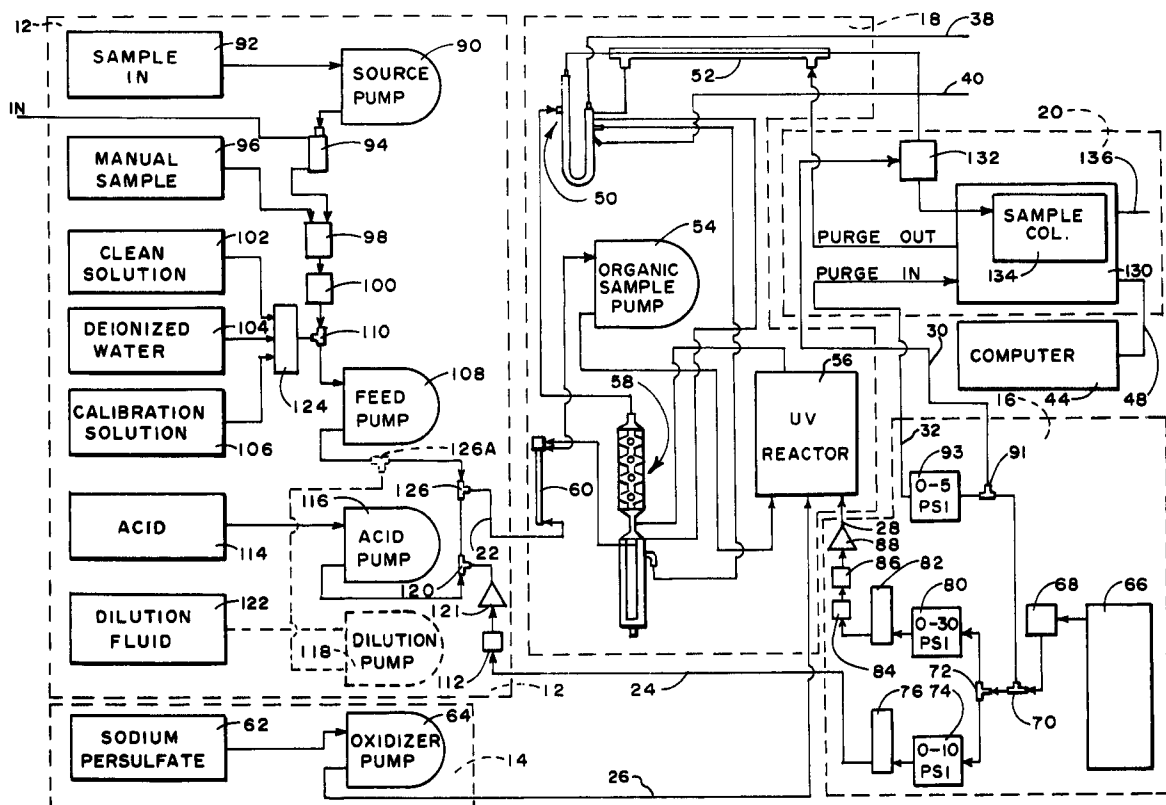 12
92
SAMPLE
IN
90
SOURCE
PUMP
IN
96
MANUAL
SAMPLE
94
98
102
CLEAN
SOLUTION
100
104
DEIONIZED
WATER
110
124
CALIBRATION
SOLUTION
106
108
FEED
PUMP
126A
126
ACID
114
116
ACID
PUMP
22
120
121
122
DILUTION
FLUID
118
DILUTION
PUMP
112
12
62
SODIUM
PERSULFATE
64
OXIDIZER
PUMP
14
18
38
52
40
50
54
ORGANIC
SAMPLE
PUMP
58
60
56
UV
REACTOR
20
132
136
SAMPLE
COL.
134
130
PURGE OUT
PURGE IN
30
COMPUTER
44
48
16
32
93
0-5
PSI
91
28
88
86
82
80
0-30
PSI
84
68
66
72
70
24
76
74
0-10
PSI
26